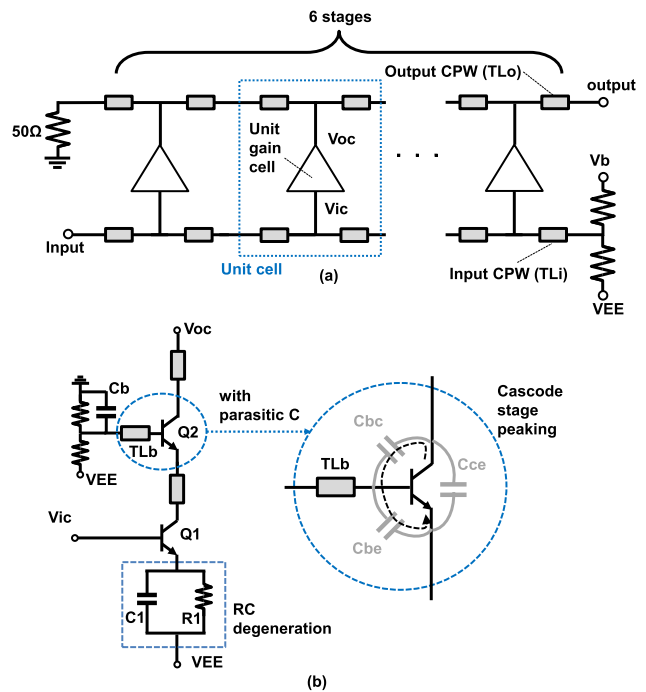 6 stages
Output CPW (TLo)
output
50Ω
Unit
gain
cell
Voc
Vic
. . .
Vb
Input
Unit cell
(a)
Input CPW (TLi)
VEE
Voc
Cb
Q2
TLb
VEE
with
parasitic C
Cascode
stage
peaking
Cbc
Cce
TLb
Cbe
Vic
Q1
C1
R1
RC
degeneration
VEE
(b)